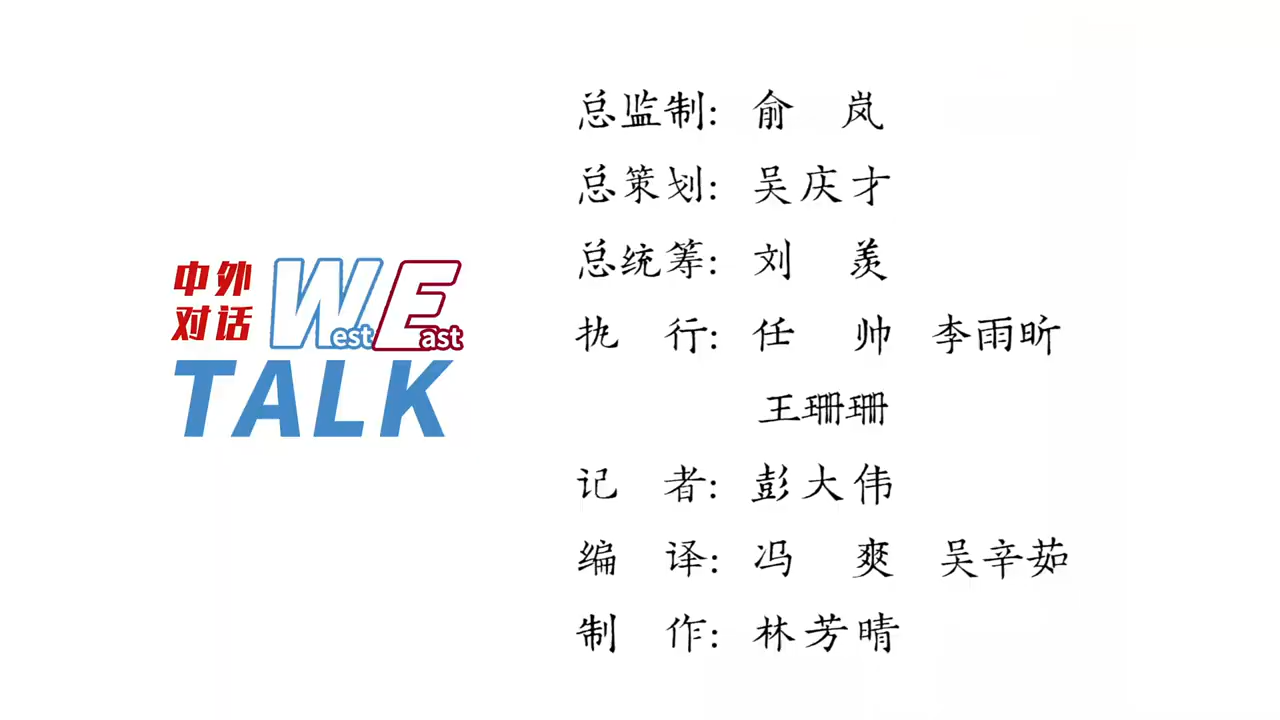 中外
对话
West East
TALK
总监制: 俞 岚
总策划: 吴庆才
总统筹: 刘 羡
执 行: 任 帅 李雨昕
王珊珊
记 者: 彭大伟
编 译: 冯 爽 吴辛茹
制 作: 林芳晴